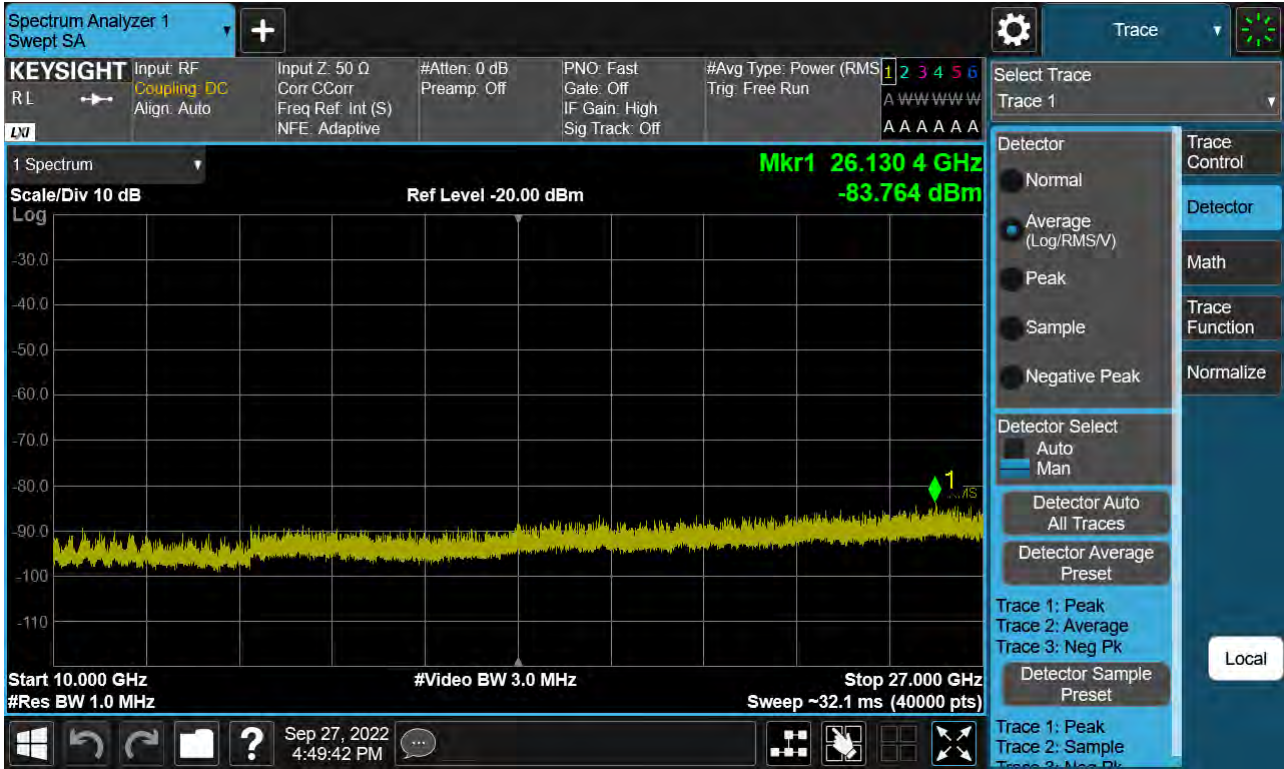 Spectrum Analyzer 1
Swept SA
Trace
KEYSIGHT
RL
LXI
Input: RF
Coupling: DC
Align: Auto
Input Z: 50 Ω
Corr CCorr
Freq Ref: Int (S)
NFE: Adaptive
#Atten: 0 dB
Preamp: Off
PNO: Fast
Gate: Off
IF Gain: High
Sig Track: Off
#Avg Type: Power (RMS
Trig: Free Run
1 2 3 4 5 6
A W W W W W
A A A A A A
1 Spectrum
Scale/Div 10 dB
Ref Level -20.00 dBm
Mkr1 26.130 4 GHz
-83.764 dBm
Log
-30.0
-40.0
-50.0
-60.0
-70.0
-80.0
-90.0
-100
-110
1
Start 10.000 GHz
#Video BW 3.0 MHz
Stop 27.000 GHz
#Res BW 1.0 MHz
Sweep ~32.1 ms (40000 pts)
Select Trace
Trace 1
Detector
Normal
Average
(Log/RMS/V)
Peak
Sample
Negative Peak
Detector Select
Auto
Man
Detector Auto
All Traces
Detector Average
Preset
Trace 1: Peak
Trace 2: Average
Trace 3: Neg Pk
Detector Sample
Preset
Trace 1: Peak
Trace 2: Sample
Trace 3: Neg Pk
Trace
Control
Detector
Math
Trace
Function
Normalize
Local
?
Sep 27, 2022
4:49:42 PM